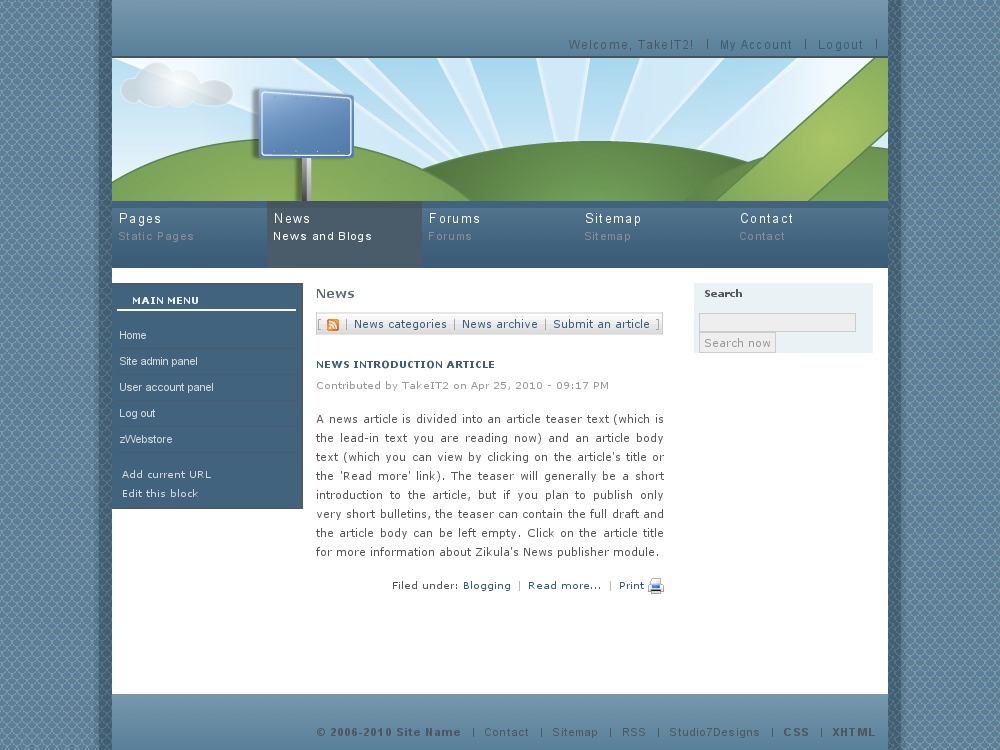 Welcome, TakeIT2! | My Account | Logout |
Pages News Forums Sitemap Contact
Static Pages News and Blogs Forums Sitemap Contact
MAIN MENU
Home
Site admin panel
User account panel
Log out
zWebstore
Add current URL
Edit this block
News
[ | News categories | News archive | Submit an article ]
NEWS INTRODUCTION ARTICLE
Contributed by TakeIT2 on Apr 25, 2010 - 09:17 PM
A news article is divided into an article teaser text (which is
the lead-in text you are reading now) and an article body
text (which you can view by clicking on the article's title or
the 'Read more' link). The teaser will generally be a short
introduction to the article, but if you plan to publish only
very short bulletins, the teaser can contain the full draft and
the article body can be left empty. Click on the article title
for more information about Zikula's News publisher module.
Filed under: Blogging | Read more... | Print
Search
Search now
© 2006-2010 Site Name | Contact | Sitemap | RSS | Studio7Designs | CSS | XHTML